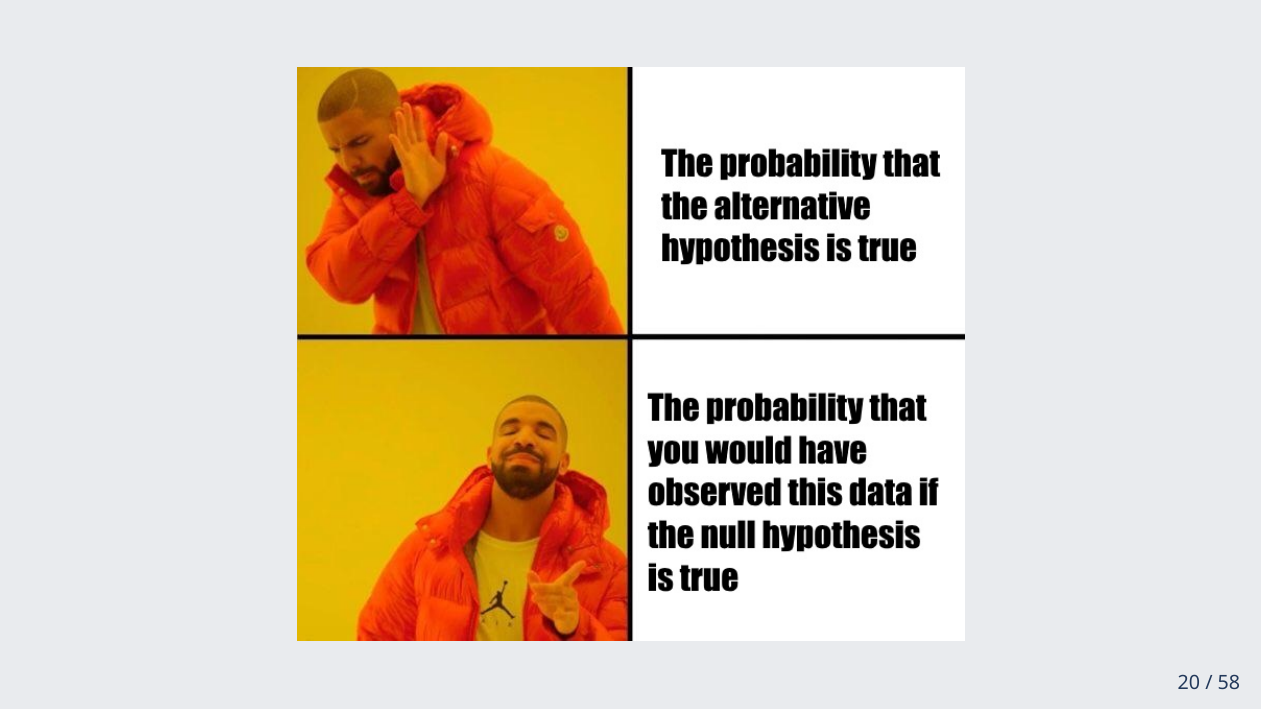 The probability that
the alternative
hypothesis is true
The probability that
you would have
observed this data if
the null hypothesis
is true
20 / 58